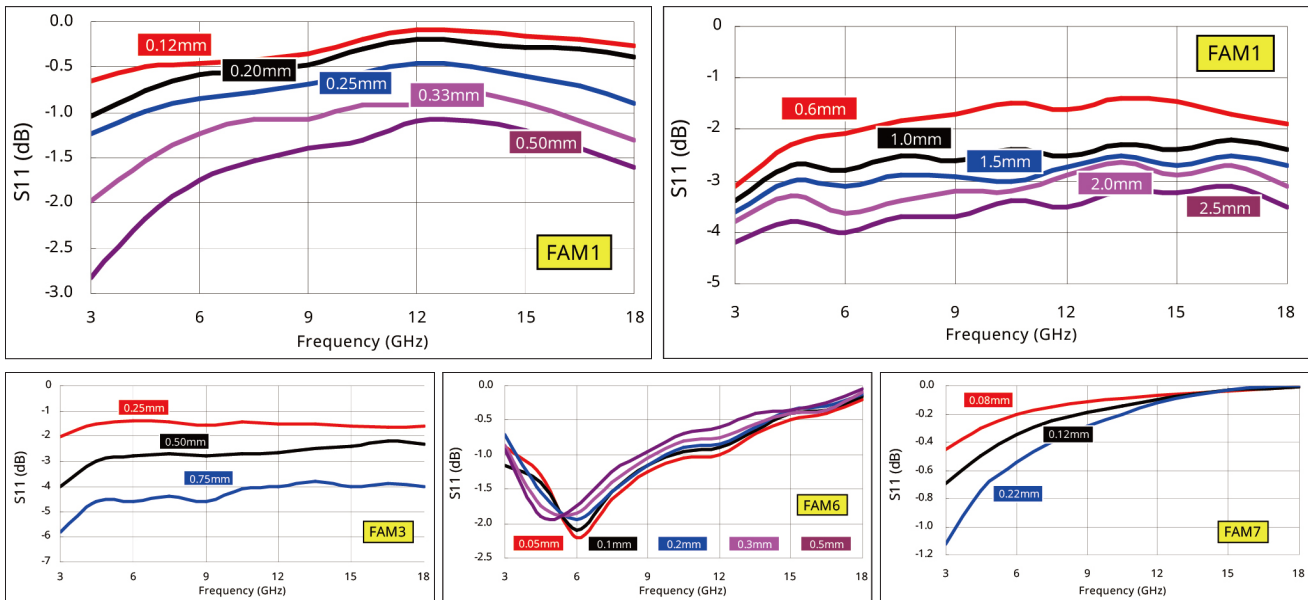 0.0
-0.5
-1.0
-1.5
-2.0
-2.5
-3.0
S11 (dB)
0.12mm
0.20mm
0.25mm
0.33mm
0.50mm
FAM1
3 6 9 12 15 18
Frequency (GHz)
0
-1
-2
-3
-4
-5
S11 (dB)
FAM1
0.6mm
1.0mm
1.5mm
2.0mm
2.5mm
3 6 9 12 15 18
Frequency (GHz)
0
-1
-2
-3
-4
-5
-6
-7
S11 (dB)
0.25mm
0.50mm
0.75mm
FAM3
3 6 9 12 15 18
Frequency (GHz)
0.0
-0.5
-1.0
-1.5
-2.0
-2.5
S11 (dB)
FAM6
0.05mm 0.1mm 0.2mm 0.3mm 0.5mm
3 6 9 12 15 18
Frequency (GHz)
0.0
-0.2
-0.4
-0.6
-0.8
-1.0
-1.2
S11 (dB)
0.08mm
0.12mm
0.22mm
FAM7
3 6 9 12 15 18
Frequency (GHz)